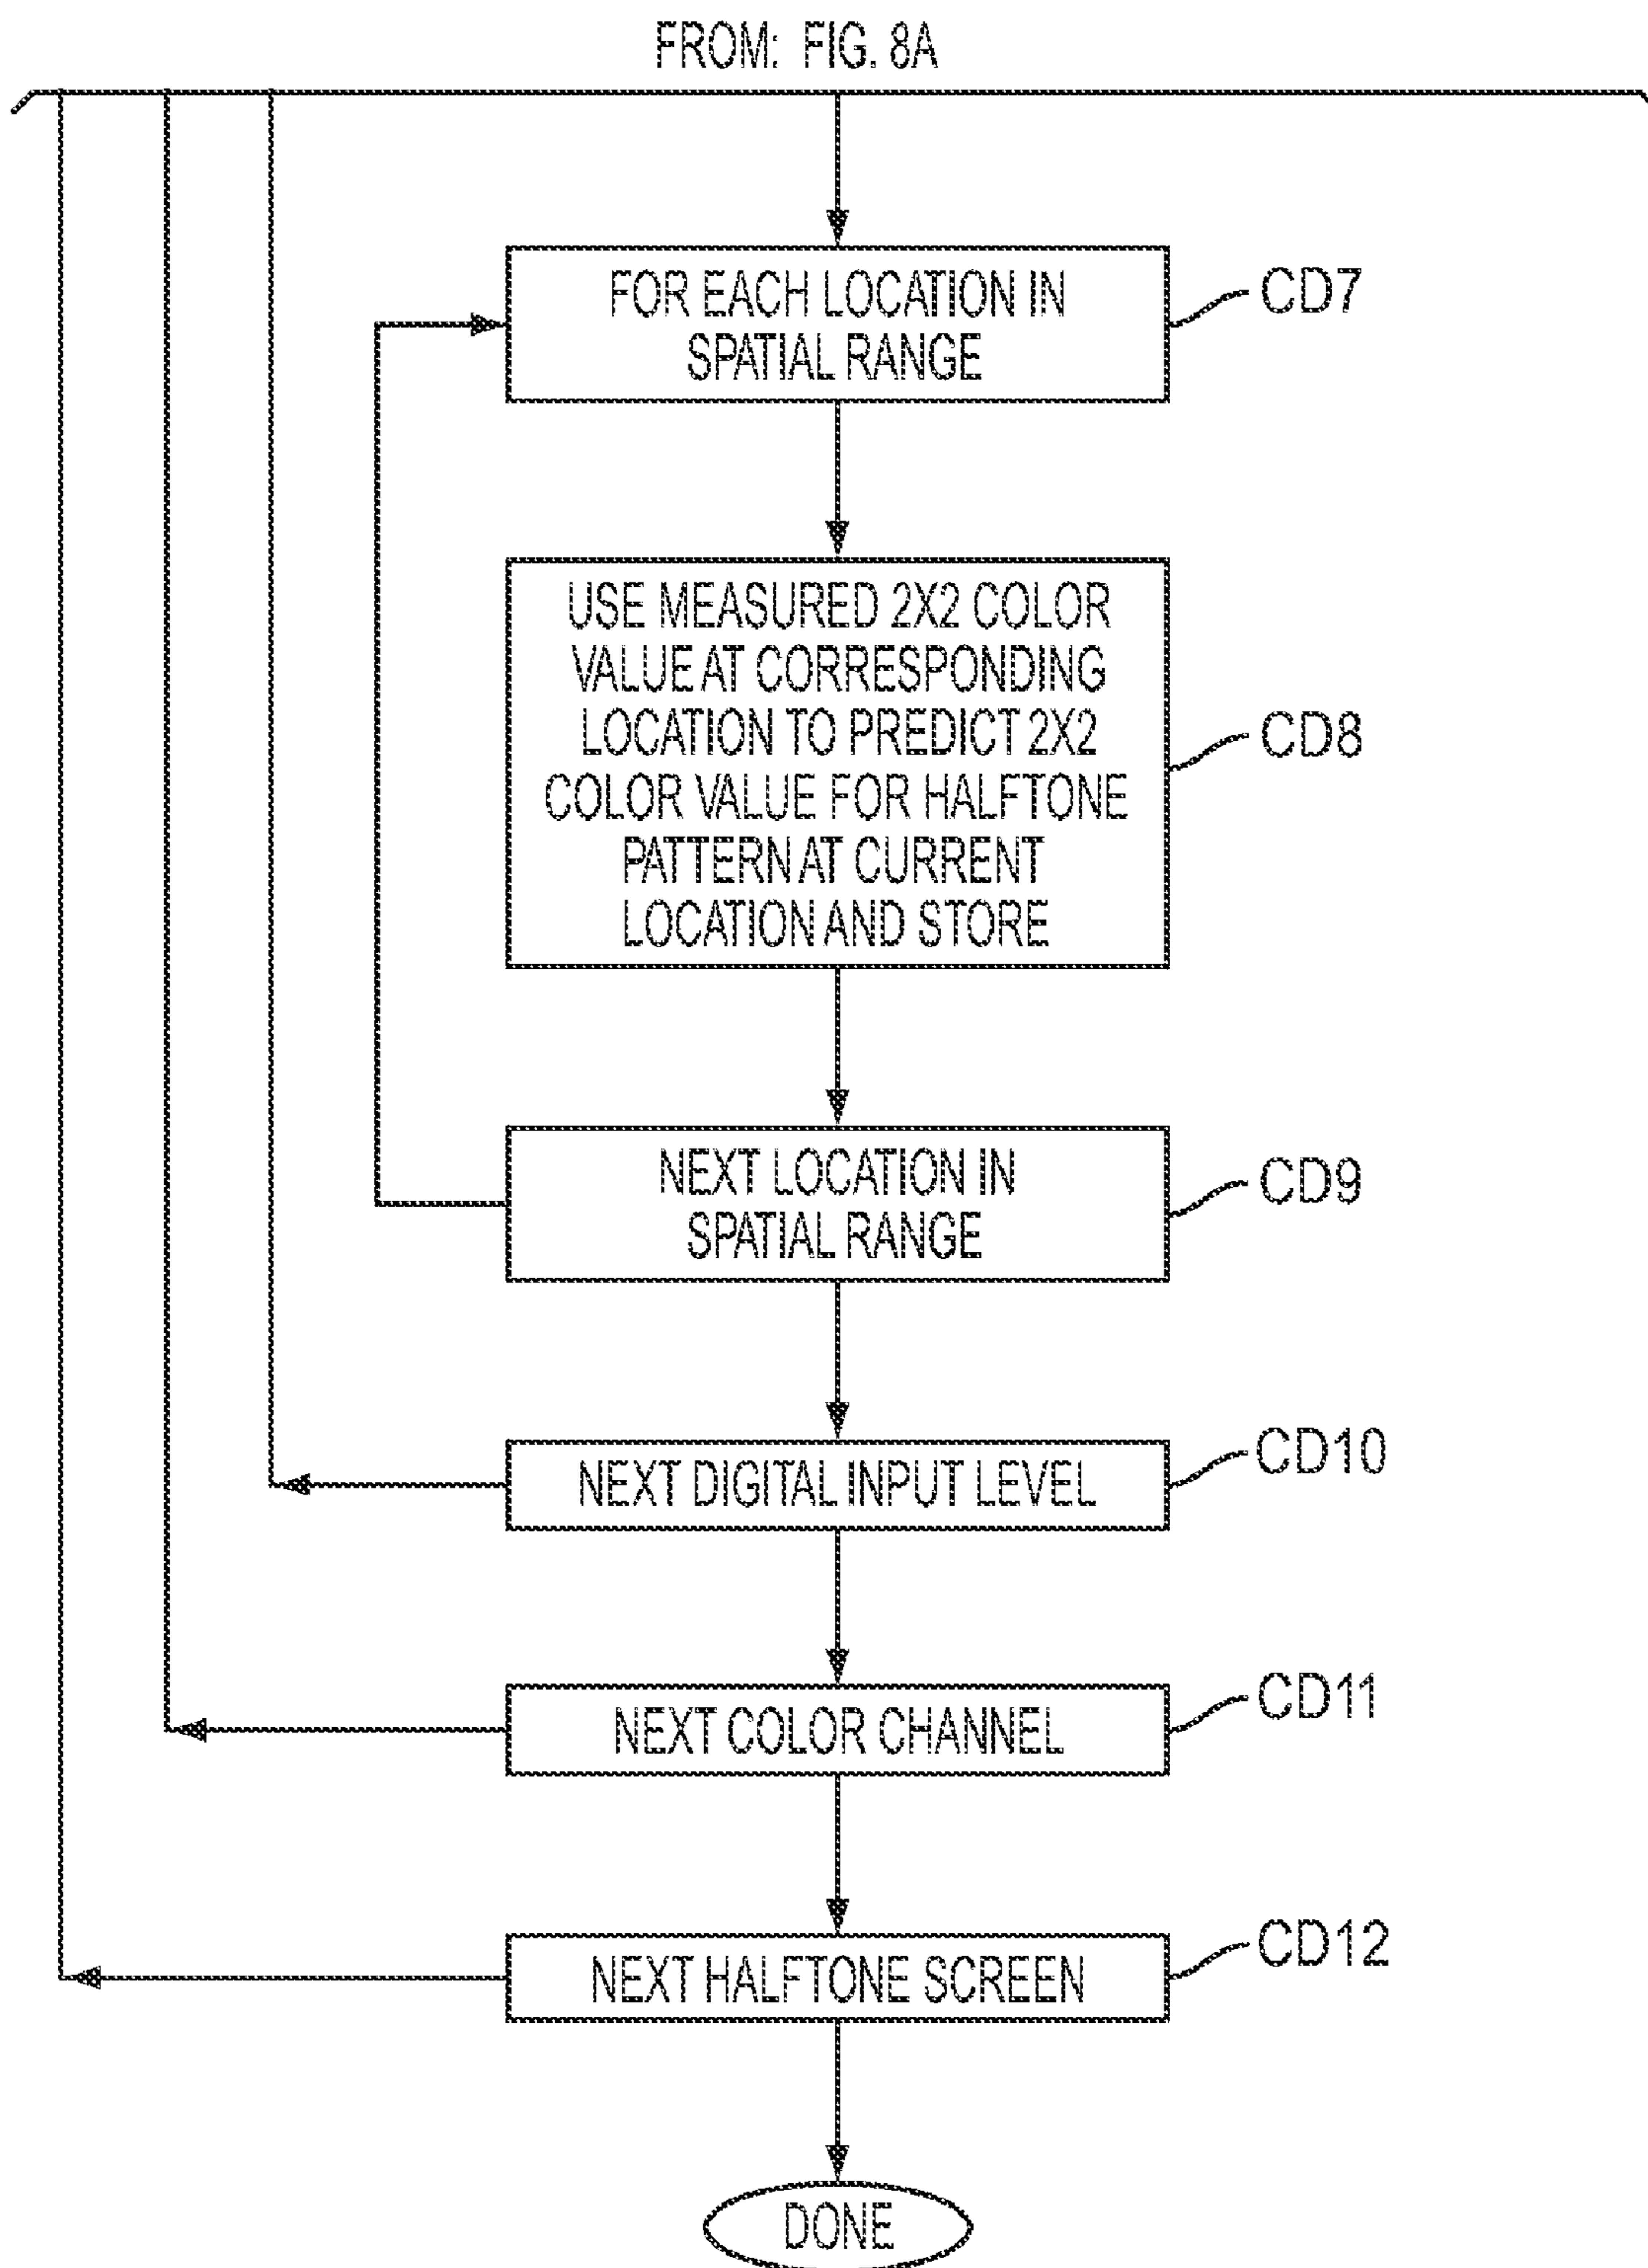 FROM: FIG. 8A
FOR EACH LOCATION IN
SPATIAL RANGE
CD7
USE MEASURED 2X2 COLOR
VALUE AT CORRESPONDING
LOCATION TO PREDICT 2X2
COLOR VALUE FOR HALFTONE
PATTERN AT CURRENT
LOCATION AND STORE
CD8
NEXT LOCATION IN
SPATIAL RANGE
CD9
NEXT DIGITAL INPUT LEVEL
CD10
NEXT COLOR CHANNEL
CD11
NEXT HALFTONE SCREEN
CD12
DONE